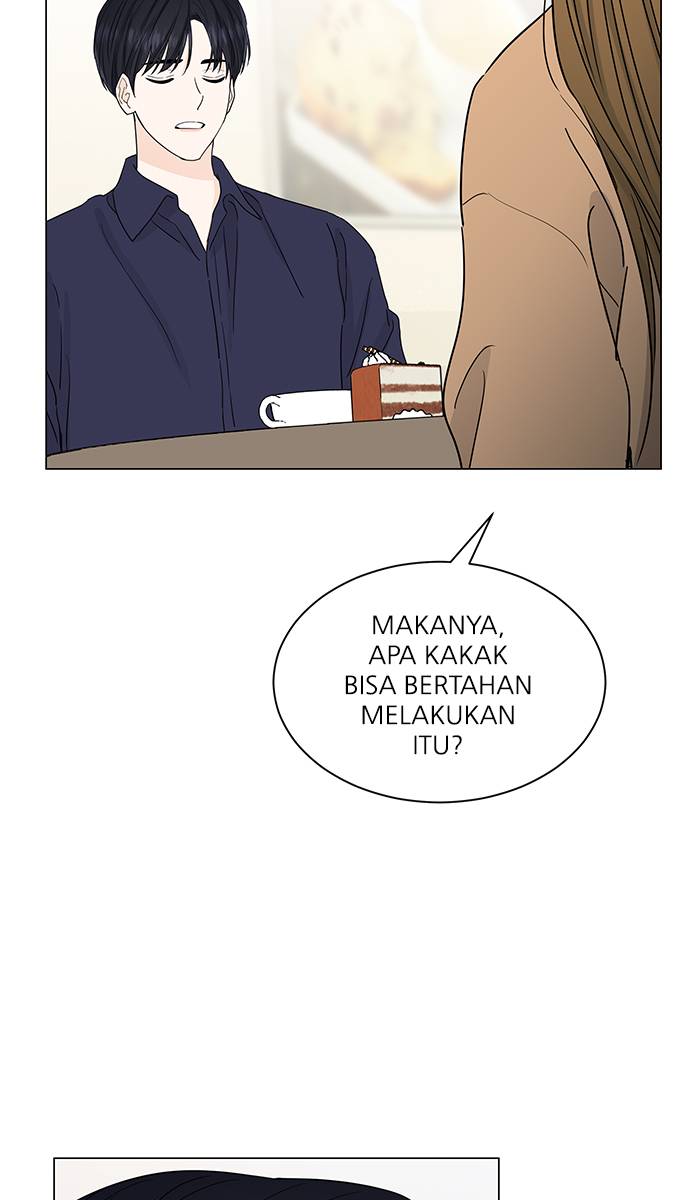 MAKANYA,
APA KAKAK
BISA BERTAHAN
MELAKUKAN
ITU?